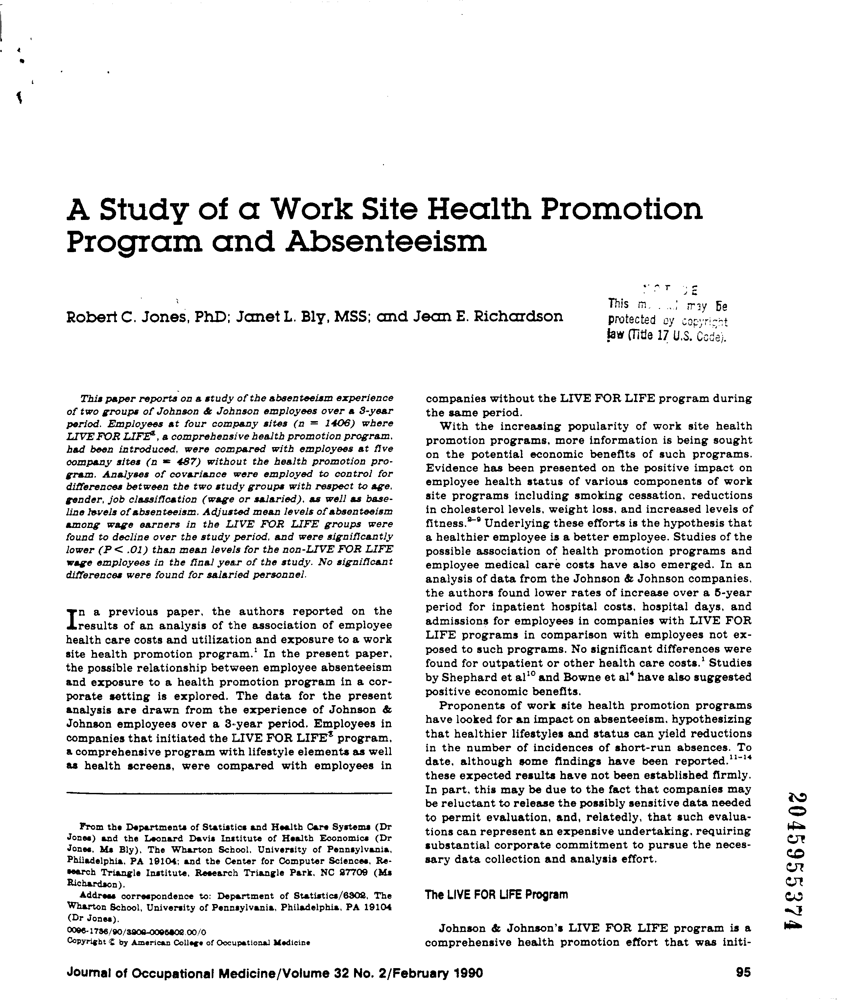 A Study of a Work Site Health Promotion
Program and Absenteeism
This may be
protected by copyright
law (Title 17 U.S. Code).
Robert C. Jones, PhD; Janet L. Bly, MSS; and Jean E. Richardson
This paper reports on a study of the absenteeism experience
of two groups of Johnson & Johnson employees over a 3-year
period. Employees at four company sites (n = 1406) where
LIVE FOR LIFE®, a comprehensive health promotion program,
had been introduced, were compared with employees at five
company sites (n = 487) without the health promotion pro-
gram. Analyses of covariance were employed to control for
differences between the two study groups with respect to age,
gender, job classification (wage or salaried), as well as base-
line levels of absenteeism. Adjusted mean levels of absenteeism
among wage earners in the LIVE FOR LIFE groups were
found to decline over the study period, and were significantly
lower (P < .01) than mean levels for the non-LIVE FOR LIFE
wage employees in the final year of the study. No significant
differences were found for salaried personnel.
In a previous paper, the authors reported on the
results of an analysis of the association of employee
health care costs and utilization and exposure to a work
site health promotion program.¹ In the present paper,
the possible relationship between employee absenteeism
and exposure to a health promotion program in a cor-
porate setting is explored. The data for the present
analysis are drawn from the experience of Johnson &
Johnson employees over a 3-year period. Employees in
companies that initiated the LIVE FOR LIFE® program,
a comprehensive program with lifestyle elements as well
as health screens, were compared with employees in
From the Departments of Statistics and Health Care Systems (Dr
Jones) and the Leonard Davis Institute of Health Economics (Dr
Jones, Ms Bly), The Wharton School, University of Pennsylvania,
Philadelphia, PA 19104; and the Center for Computer Sciences, Re-
search Triangle Institute, Research Triangle Park, NC 27709 (Ms
Richardson).
Address correspondence to: Department of Statistics/6302, The
Wharton School, University of Pennsylvania, Philadelphia, PA 19104
(Dr Jones).
0096-1736/90/3202-0095$02.00/0
Copyright © by American College of Occupational Medicine
companies without the LIVE FOR LIFE program during
the same period.
With the increasing popularity of work site health
promotion programs, more information is being sought
on the potential economic benefits of such programs.
Evidence has been presented on the positive impact on
employee health status of various components of work
site programs including smoking cessation, reductions
in cholesterol levels, weight loss, and increased levels of
fitness.²⁻⁹ Underlying these efforts is the hypothesis that
a healthier employee is a better employee. Studies of the
possible association of health promotion programs and
employee medical care costs have also emerged. In an
analysis of data from the Johnson & Johnson companies,
the authors found lower rates of increase over a 5-year
period for inpatient hospital costs, hospital days, and
admissions for employees in companies with LIVE FOR
LIFE programs in comparison with employees not ex-
posed to such programs. No significant differences were
found for outpatient or other health care costs.¹ Studies
by Shephard et al¹⁰ and Bowne et al⁴ have also suggested
positive economic benefits.
Proponents of work site health promotion programs
have looked for an impact on absenteeism, hypothesizing
that healthier lifestyles and status can yield reductions
in the number of incidences of short-run absences. To
date, although some findings have been reported,¹¹⁻¹⁴
these expected results have not been established firmly.
In part, this may be due to the fact that companies may
be reluctant to release the possibly sensitive data needed
to permit evaluation, and, relatedly, that such evalua-
tions can represent an expensive undertaking, requiring
substantial corporate commitment to pursue the neces-
sary data collection and analysis effort.
The LIVE FOR LIFE Program
Johnson & Johnson's LIVE FOR LIFE program is a
comprehensive health promotion effort that was initi-
2045955374
Journal of Occupational Medicine/Volume 32 No. 2/February 1990
95